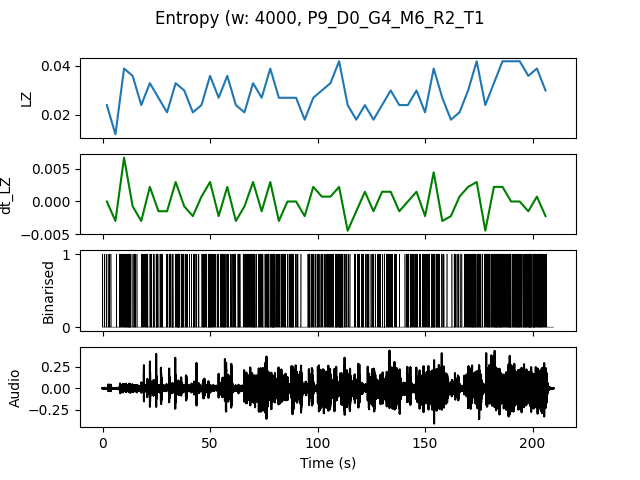 Entropy (w: 4000, P9_D0_G4_M6_R2_T1
0.04
0.02
LZ
0.005
0.000
−0.005
dt_LZ
1
0
Binarised
0.25
0.00
−0.25
Audio
0 50 100 150 200
Time (s)